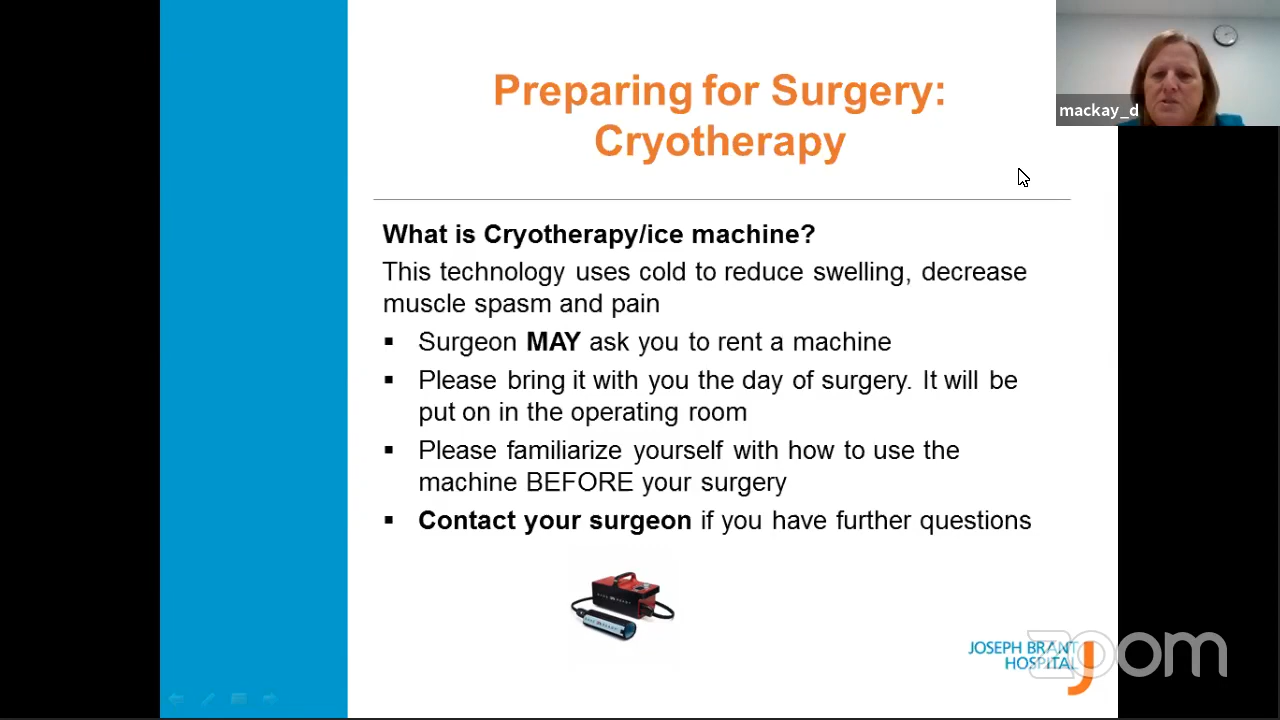 Preparing for Surgery:
Cryotherapy
mackay_d
What is Cryotherapy/ice machine?
This technology uses cold to reduce swelling, decrease
muscle spasm and pain
▪ Surgeon MAY ask you to rent a machine
▪ Please bring it with you the day of surgery. It will be
put on in the operating room
▪ Please familiarize yourself with how to use the
machine BEFORE your surgery
▪ Contact your surgeon if you have further questions
JOSEPH BRANT
HOSPITAL
zoom